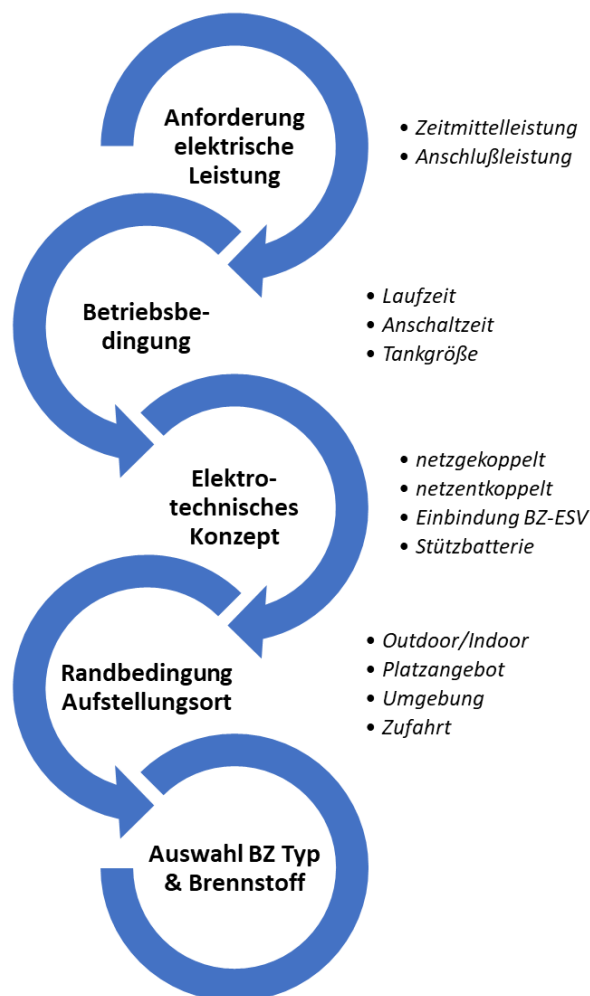 Anforderung
elektrische
Leistung
• Zeitmittelleistung
• Anschlußleistung
Betriebsbe-
dingung
• Laufzeit
• Anschaltzeit
• Tankgröße
Elektro-
technisches
Konzept
• netzgekoppelt
• netzentkoppelt
• Einbindung BZ-ESV
• Stützbatterie
Randbedingung
Aufstellungsort
• Outdoor/Indoor
• Platzangebot
• Umgebung
• Zufahrt
Auswahl BZ Typ
& Brennstoff